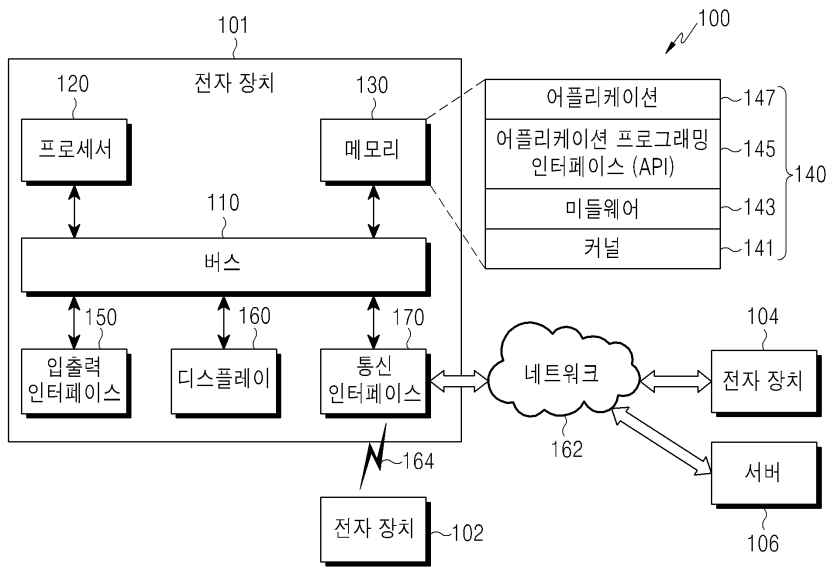 100
101
전자 장치
120
프로세서
130
메모리
어플리케이션
147
어플리케이션 프로그래밍
인터페이스 (API)
145
미들웨어
143
커널
141
140
110
버스
150
입출력
인터페이스
160
디스플레이
170
통신
인터페이스
네트워크
162
104
전자 장치
164
전자 장치
102
서버
106